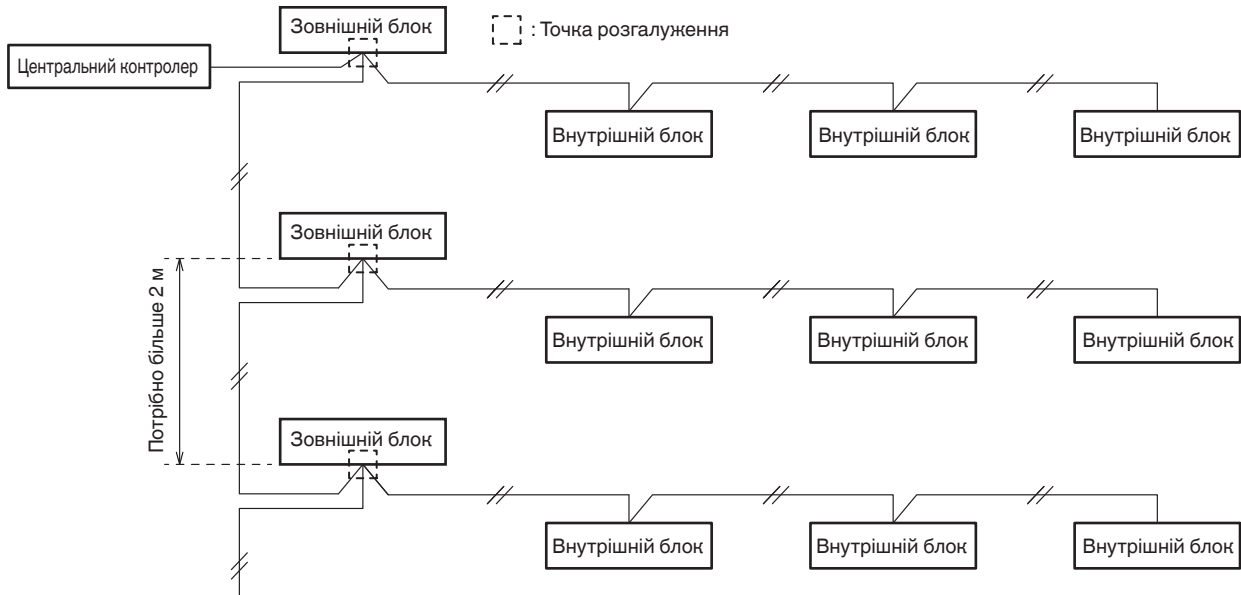 Зовнішній блок
: Точка розгалуження
Центральний контролер
Внутрішній блок
Внутрішній блок
Внутрішній блок
Зовнішній блок
Потрібно більше 2 м
Внутрішній блок
Внутрішній блок
Внутрішній блок
Зовнішній блок
Внутрішній блок
Внутрішній блок
Внутрішній блок